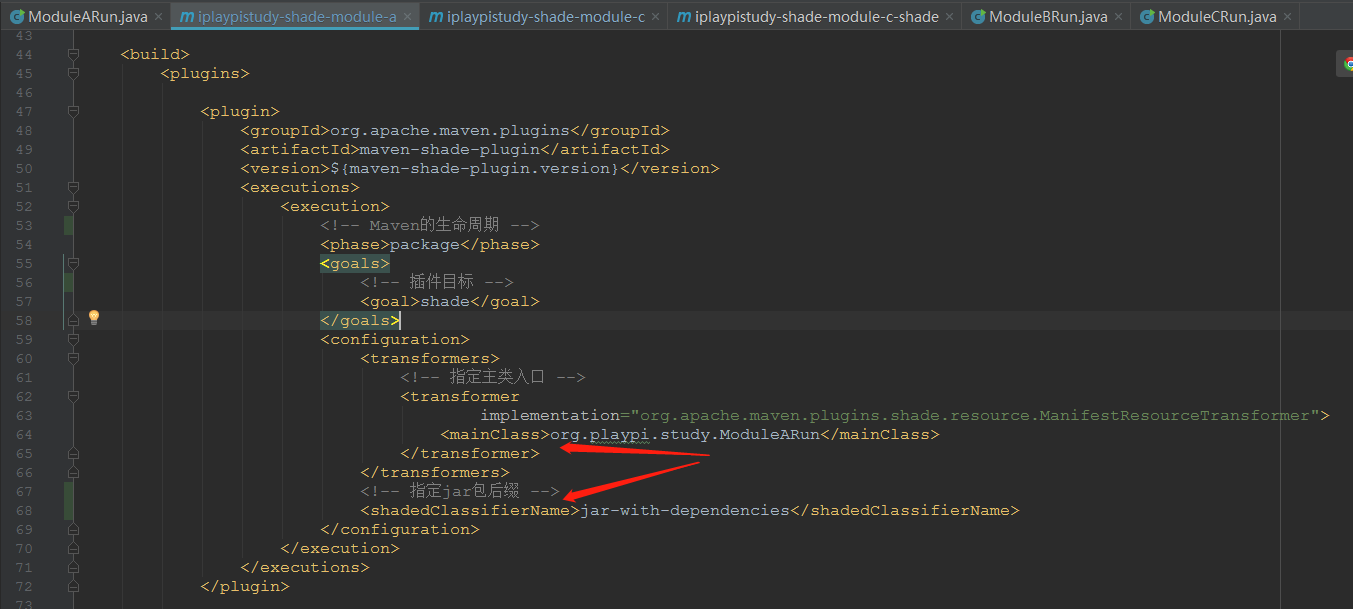 ModuleARun.java iplaypistudy-shade-module-a iplaypistudy-shade-module-c iplaypistudy-shade-module-c-shade ModuleBRun.java ModuleCRun.java
43
44 <build>
45 <plugins>
46
47 <plugin>
48 <groupId>org.apache.maven.plugins</groupId>
49 <artifactId>maven-shade-plugin</artifactId>
50 <version>${maven-shade-plugin.version}</version>
51 <executions>
52 <execution>
53 <!-- Maven的生命周期 -->
54 <phase>package</phase>
55 <goals>
56 <!-- 插件目标 -->
57 <goal>shade</goal>
58 </goals>
59 <configuration>
60 <transformers>
61 <!-- 指定主类入口 -->
62 <transformer
63 implementation="org.apache.maven.plugins.shade.resource.ManifestResourceTransformer">
64 <mainClass>org.playpi.study.ModuleARun</mainClass>
65 </transformer>
66 </transformers>
67 <!-- 指定jar包后缀 -->
68 <shadedClassifierName>jar-with-dependencies</shadedClassifierName>
69 </configuration>
70 </execution>
71 </executions>
72 </plugin>
73